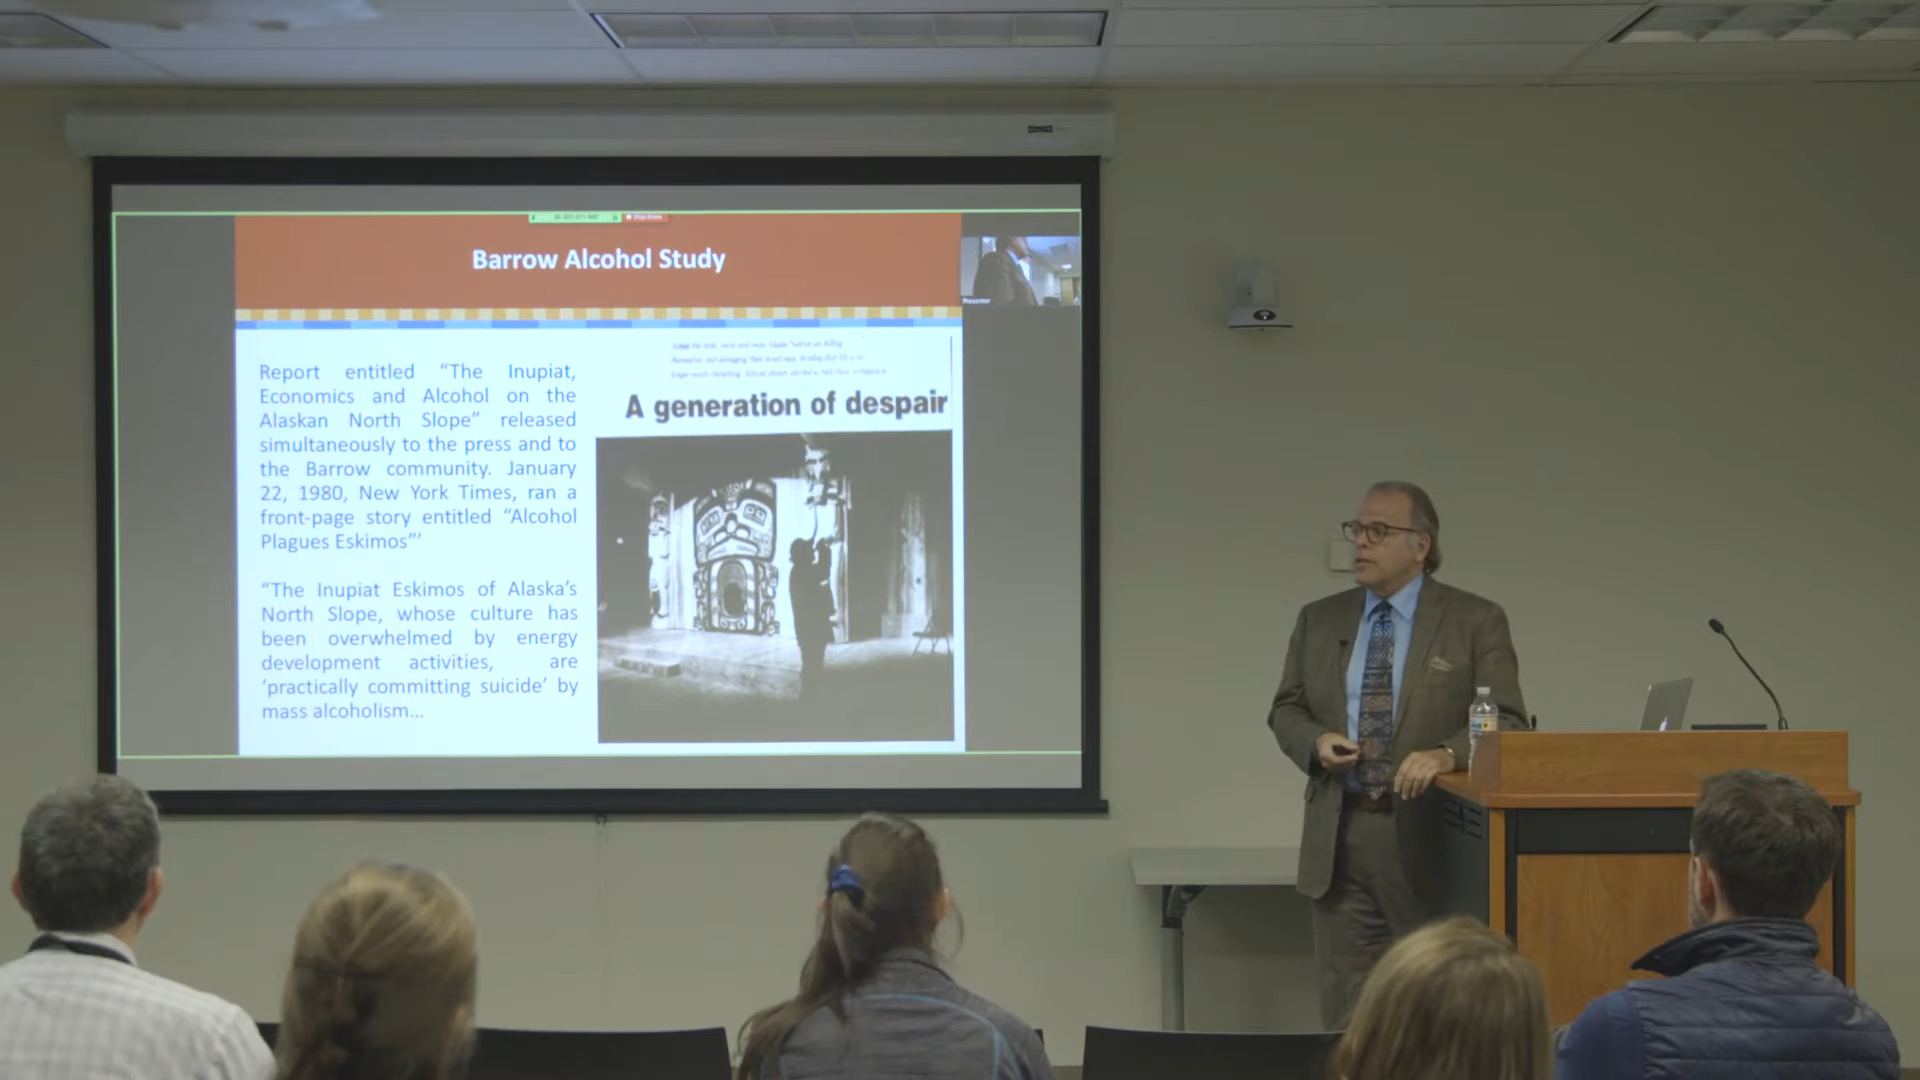 Barrow Alcohol Study
Presenter
Report entitled “The Inupiat,
Economics and Alcohol on the
Alaskan North Slope” released
simultaneously to the press and to
the Barrow community. January
22, 1980, New York Times, ran a
front-page story entitled “Alcohol
Plagues Eskimos”’
“The Inupiat Eskimos of Alaska’s
North Slope, whose culture has
been overwhelmed by energy
development activities, are
‘practically committing suicide’ by
mass alcoholism…
A generation of despair